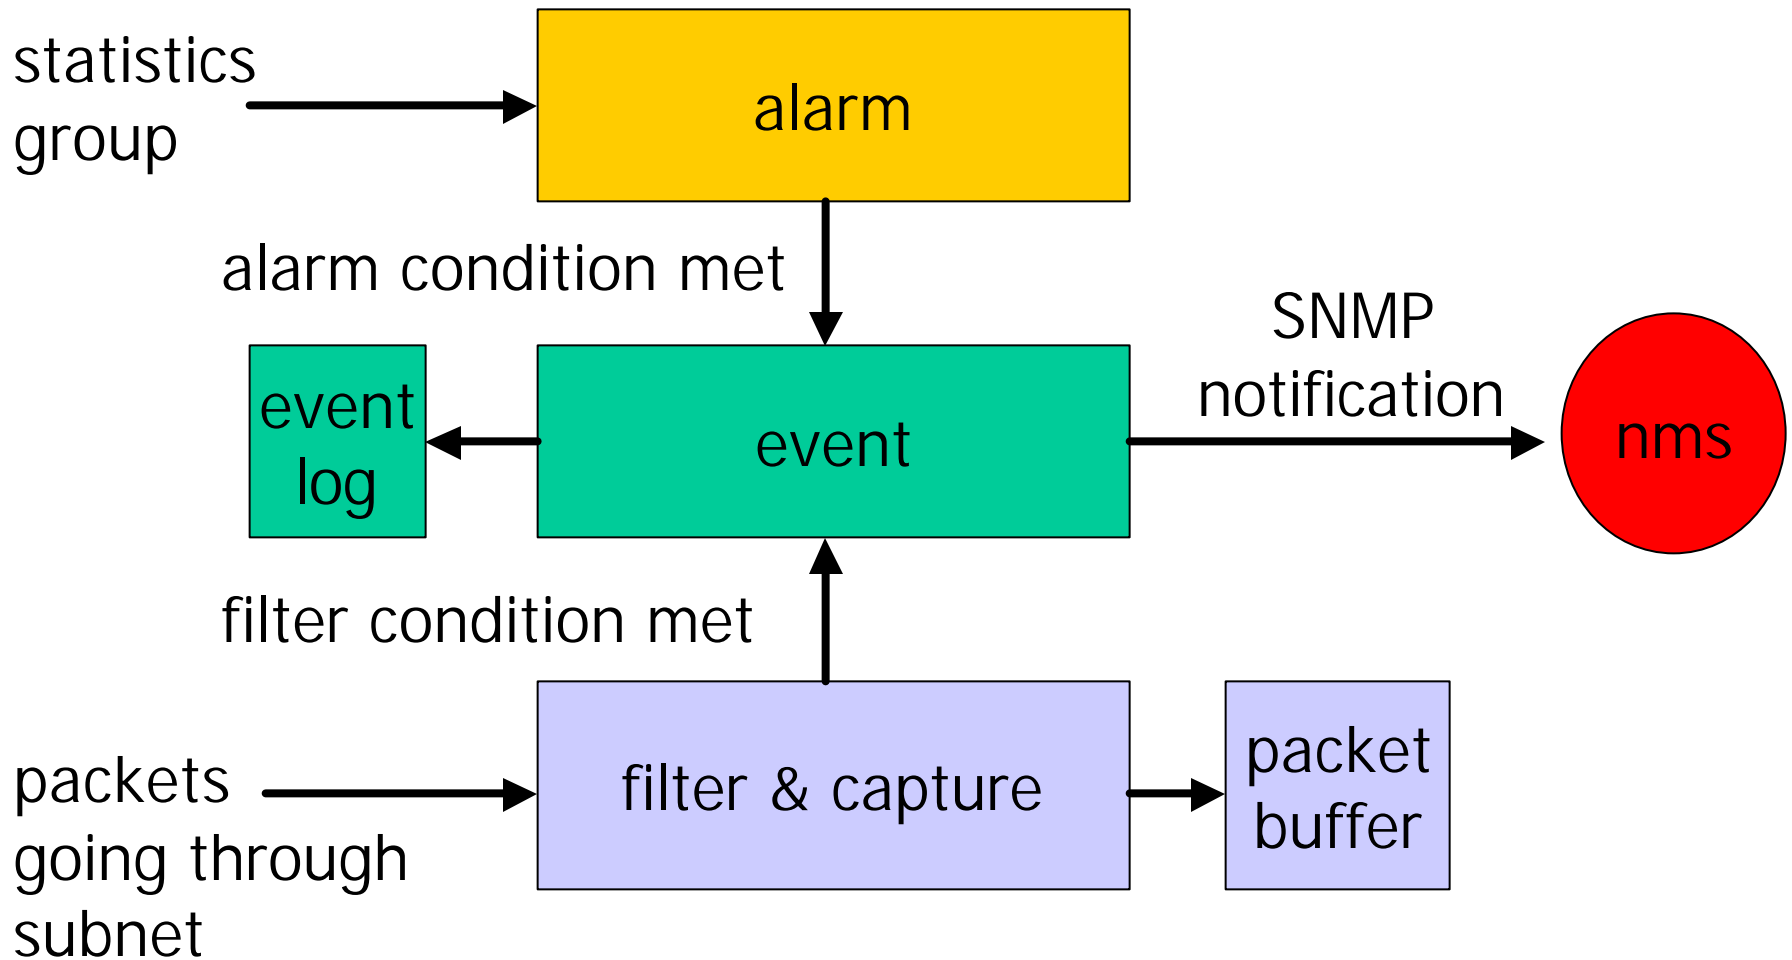 statistics
group
alarm
alarm condition met
SNMP
notification
event
log
event
nms
filter condition met
packets
going through
subnet
filter & capture
packet
buffer